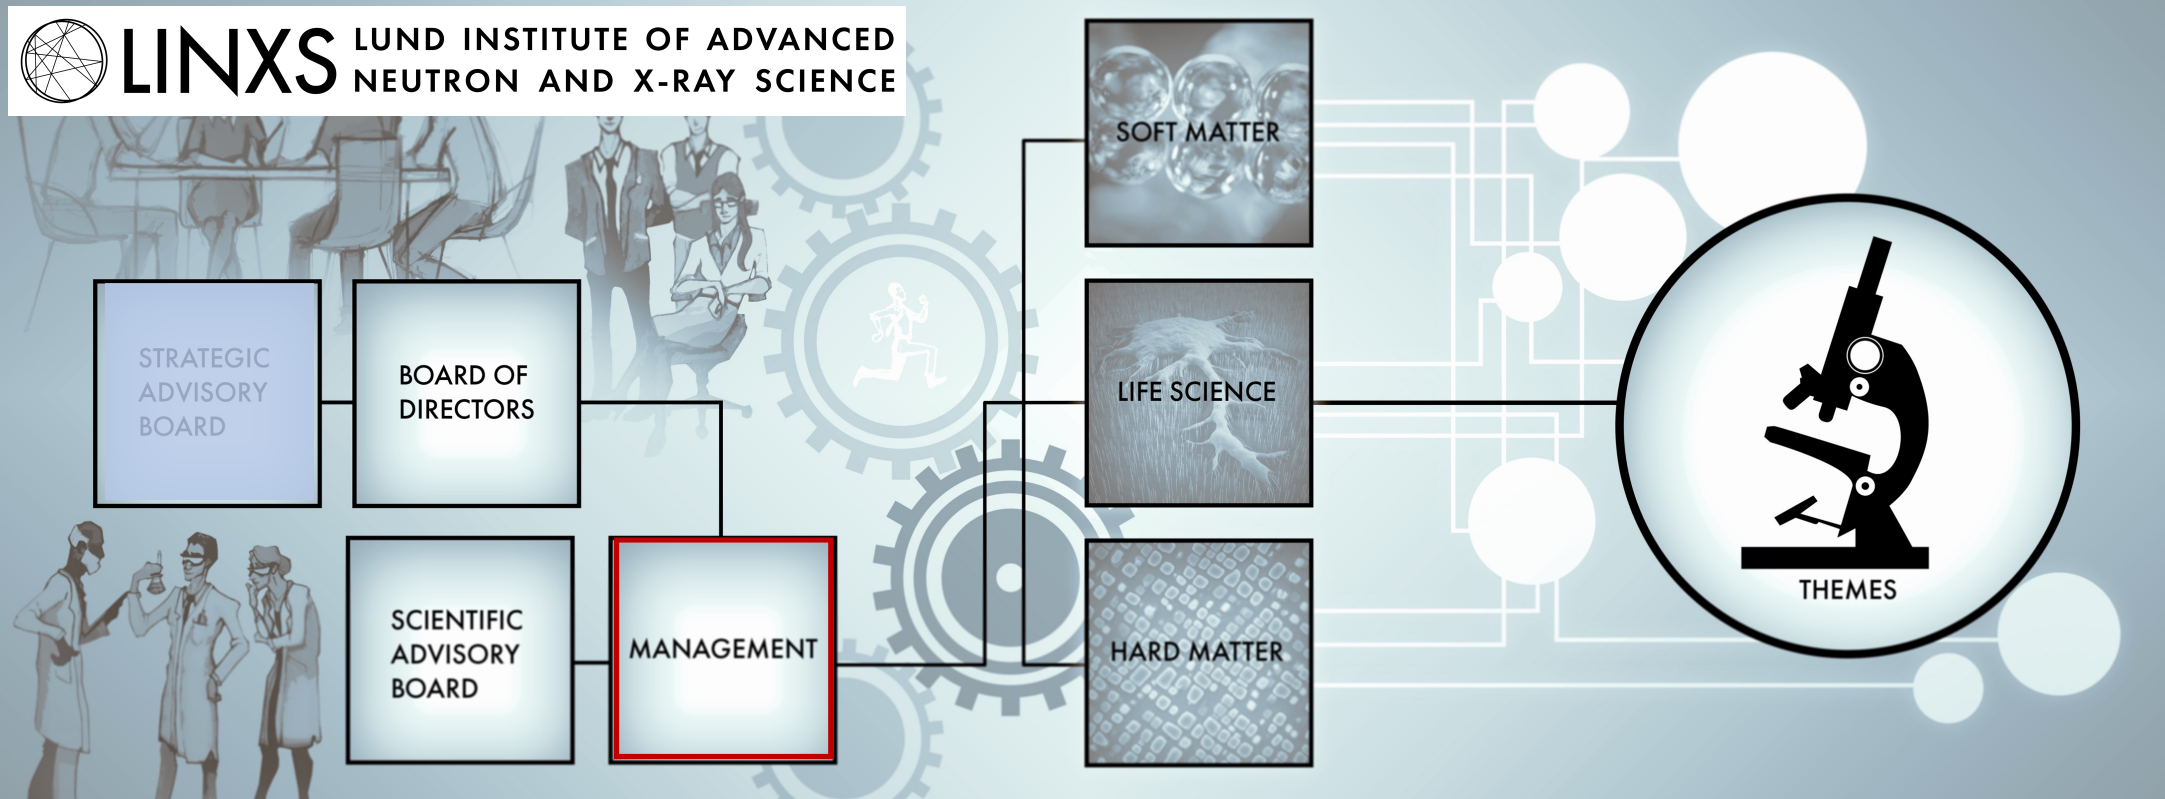 LINXS
LUND INSTITUTE OF ADVANCED
NEUTRON AND X-RAY SCIENCE
STRATEGIC
ADVISORY
BOARD
BOARD OF
DIRECTORS
SCIENTIFIC
ADVISORY
BOARD
MANAGEMENT
SOFT MATTER
LIFE SCIENCE
HARD MATTER
THEMES